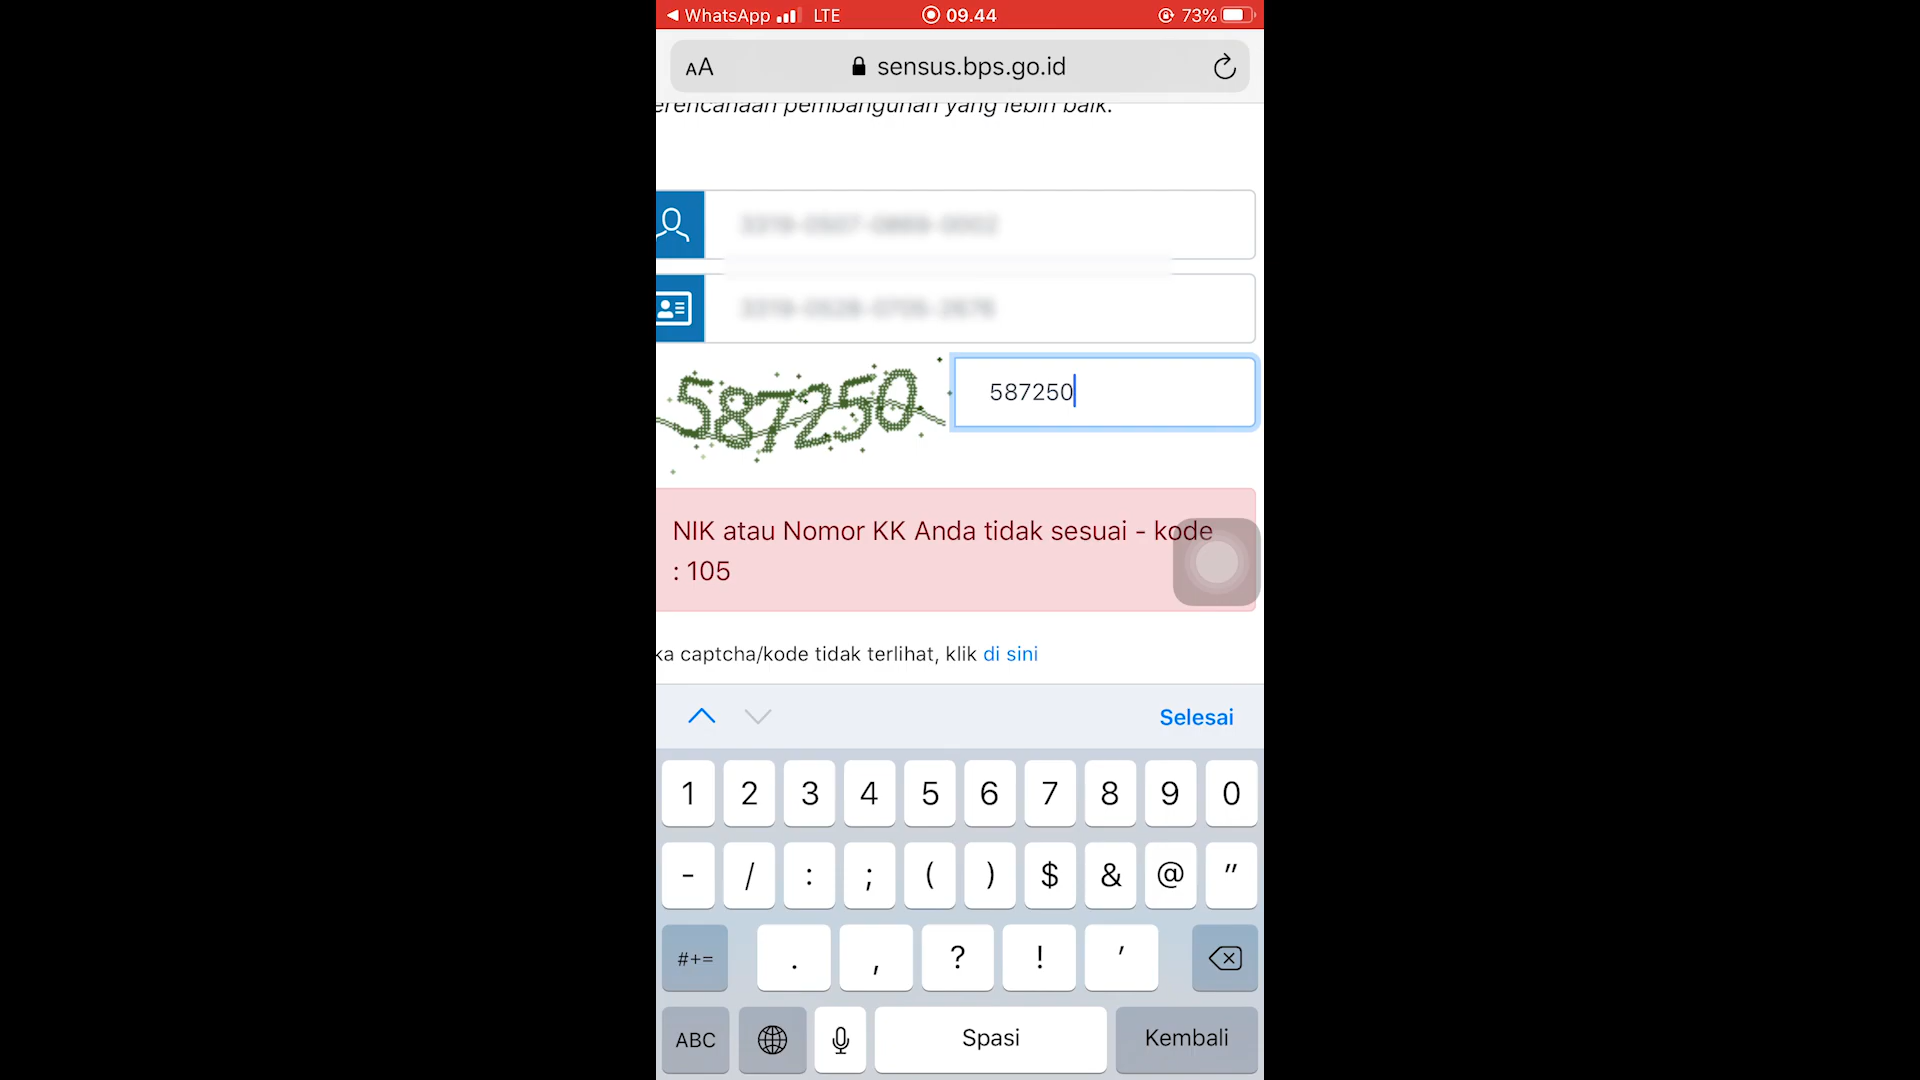 WhatsApp LTE 09.44 73%
AA sensus.bps.go.id
erencanaan pembangunan yang lebih baik.
587250 587250
NIK atau Nomor KK Anda tidak sesuai - kode
: 105
ka captcha/kode tidak terlihat, klik di sini
Selesai
1 2 3 4 5 6 7 8 9 0
- / : ; ( ) $ & @ "
#+= . , ? ! '
ABC Spasi Kembali